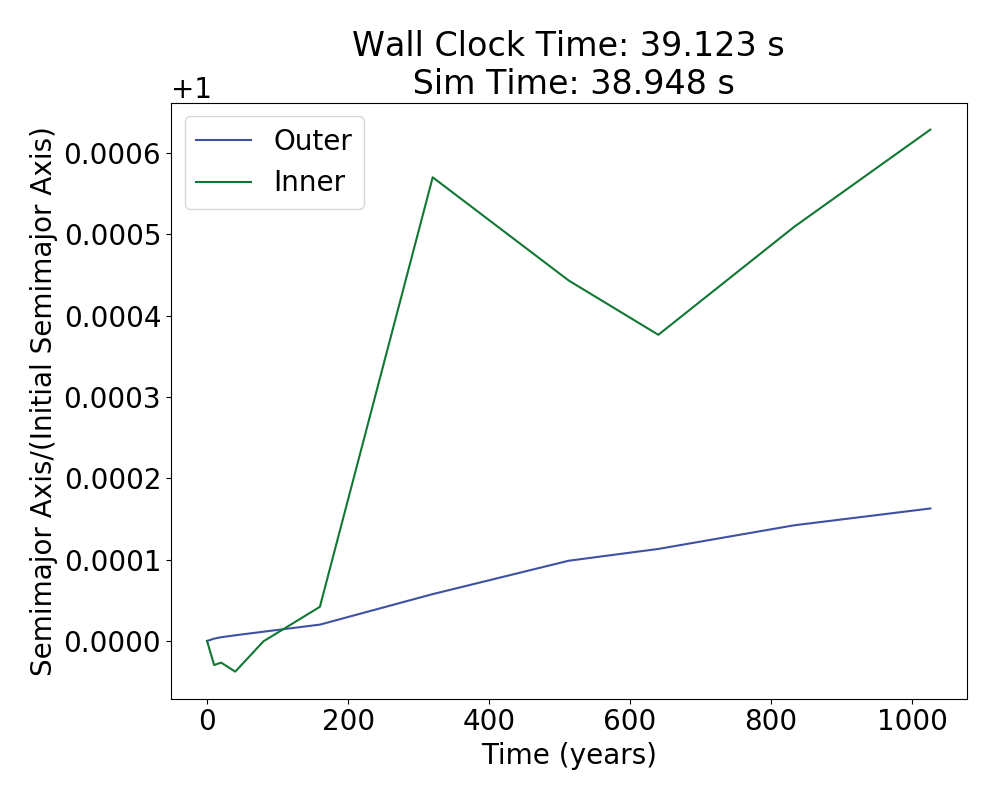 Wall Clock Time: 39.123 s
Sim Time: 38.948 s
+1
Outer
Inner
Semimajor Axis/(Initial Semimajor Axis)
0.0006
0.0005
0.0004
0.0003
0.0002
0.0001
0.0000
0 200 400 600 800 1000
Time (years)